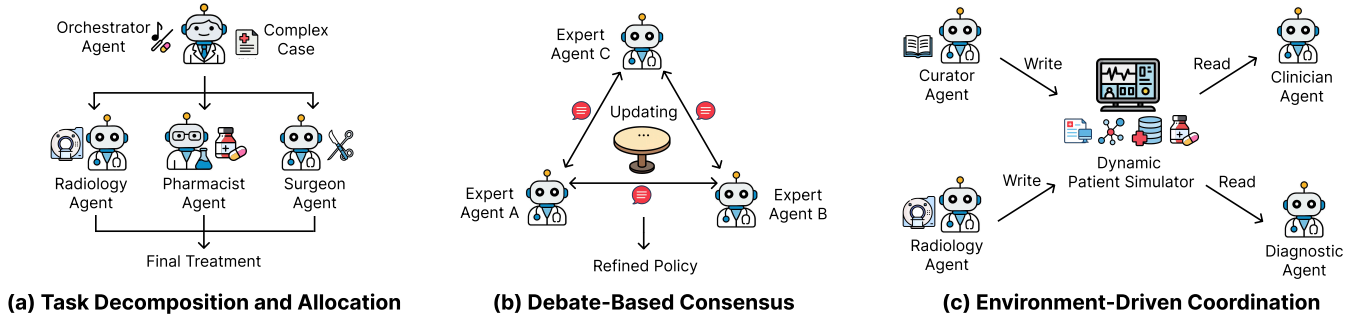 Orchestrator
Agent
Complex
Case
Radiology
Agent
Pharmacist
Agent
Surgeon
Agent
Final Treatment
(a) Task Decomposition and Allocation
Expert
Agent C
Updating
Expert
Agent A
Expert
Agent B
Refined Policy
(b) Debate-Based Consensus
Curator
Agent
Write
Read
Clinician
Agent
Dynamic
Patient Simulator
Write
Read
Radiology
Agent
Diagnostic
Agent
(c) Environment-Driven Coordination